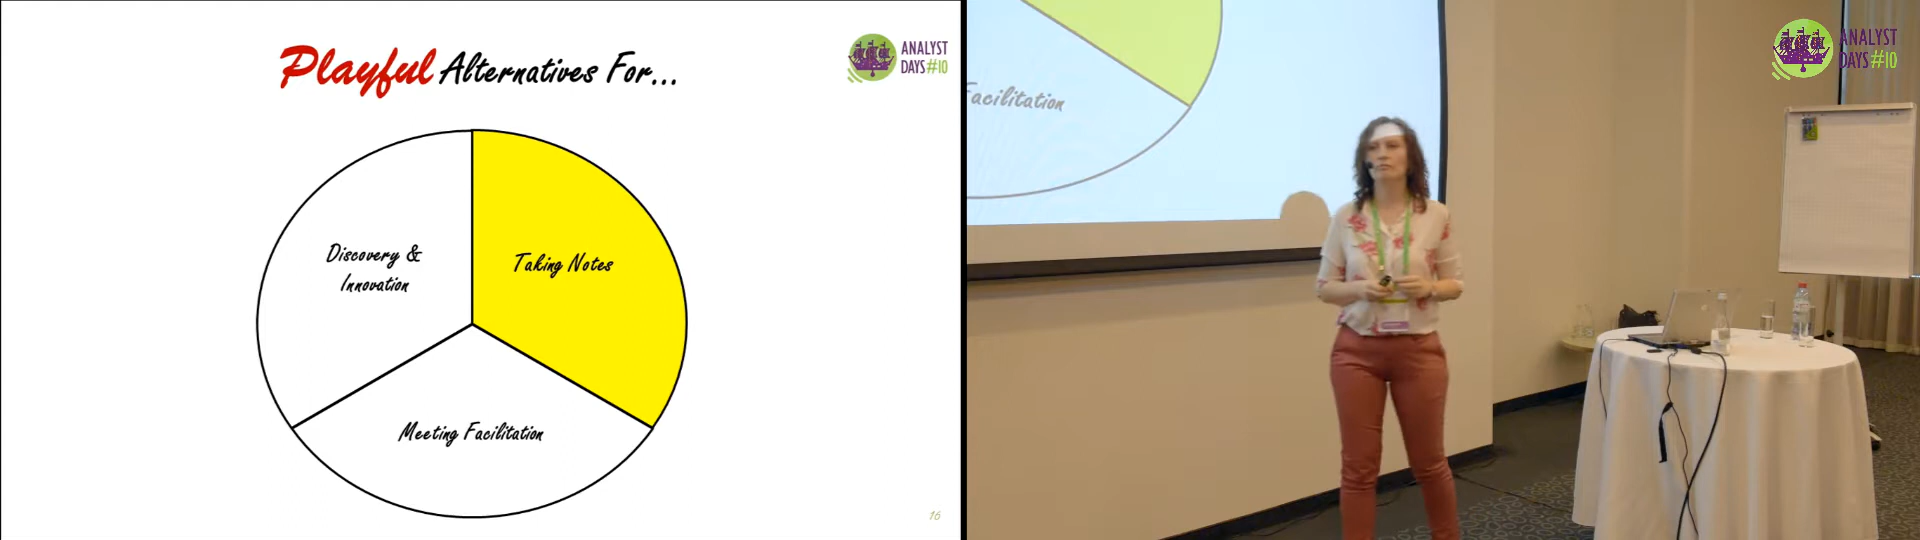 Playful Alternatives For...
ANALYST
DAYS#10
Discovery &
Innovation
Taking Notes
Meeting Facilitation
16
Facilitation
ANALYST
DAYS#10